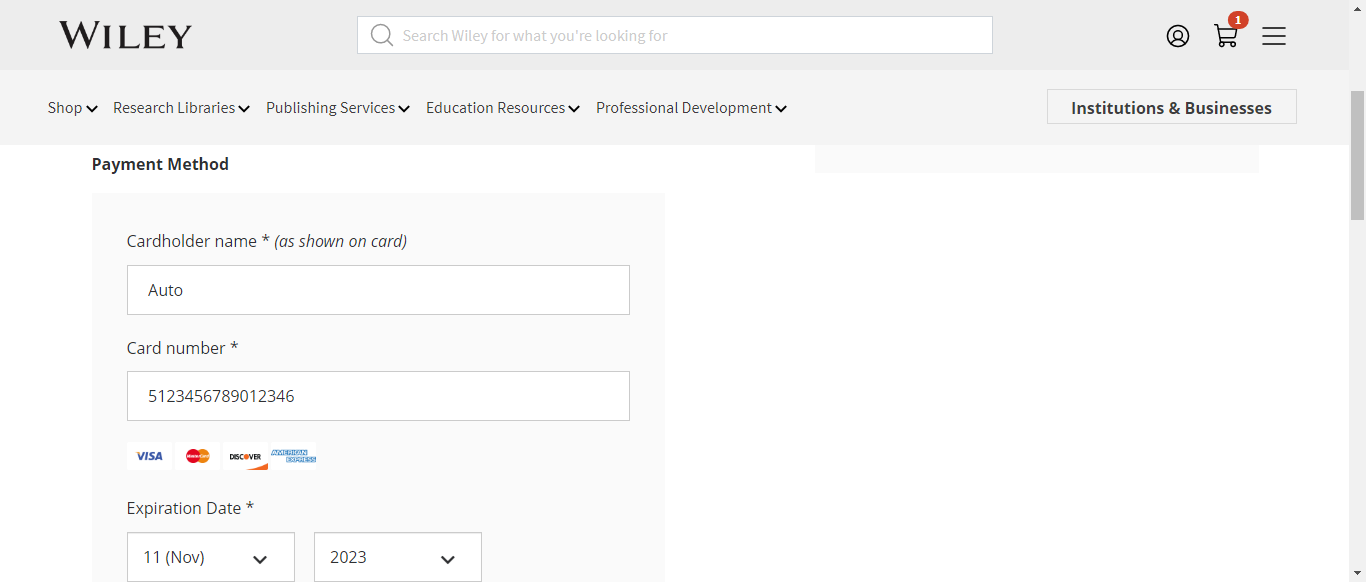 WILEY
Search Wiley for what you're looking for
1
Shop Research Libraries Publishing Services Education Resources Professional Development Institutions & Businesses
Payment Method
Cardholder name * (as shown on card)
Auto
Card number *
5123456789012346
VISA MasterCard DISCOVER AMERICAN EXPRESS
Expiration Date *
11 (Nov) 2023